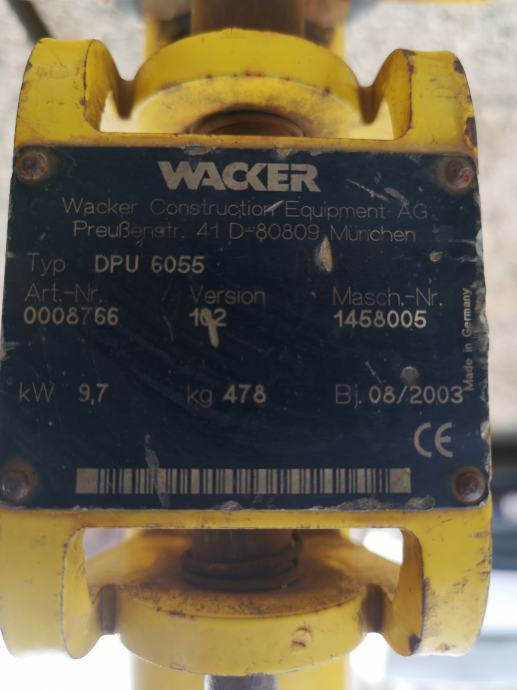 WACKER
Wacker Construction Equipment AG
Preußenstr. 41 D-80809 München
Typ DPU 6055
Art.-Nr. Version Masch.-Nr.
0008766 102 1458005
kW 9,7 kg 478 Bj. 08/2003
Made in Germany
CE